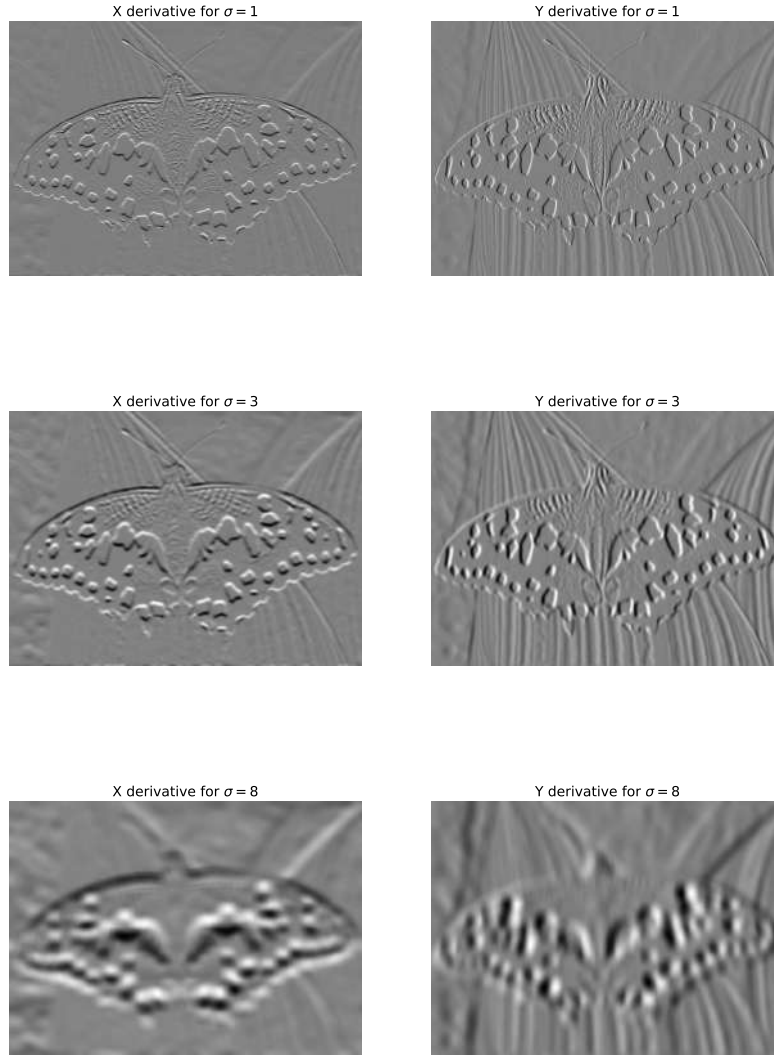 X derivative for σ = 1
Y derivative for σ = 1
X derivative for σ = 3
Y derivative for σ = 3
X derivative for σ = 8
Y derivative for σ = 8